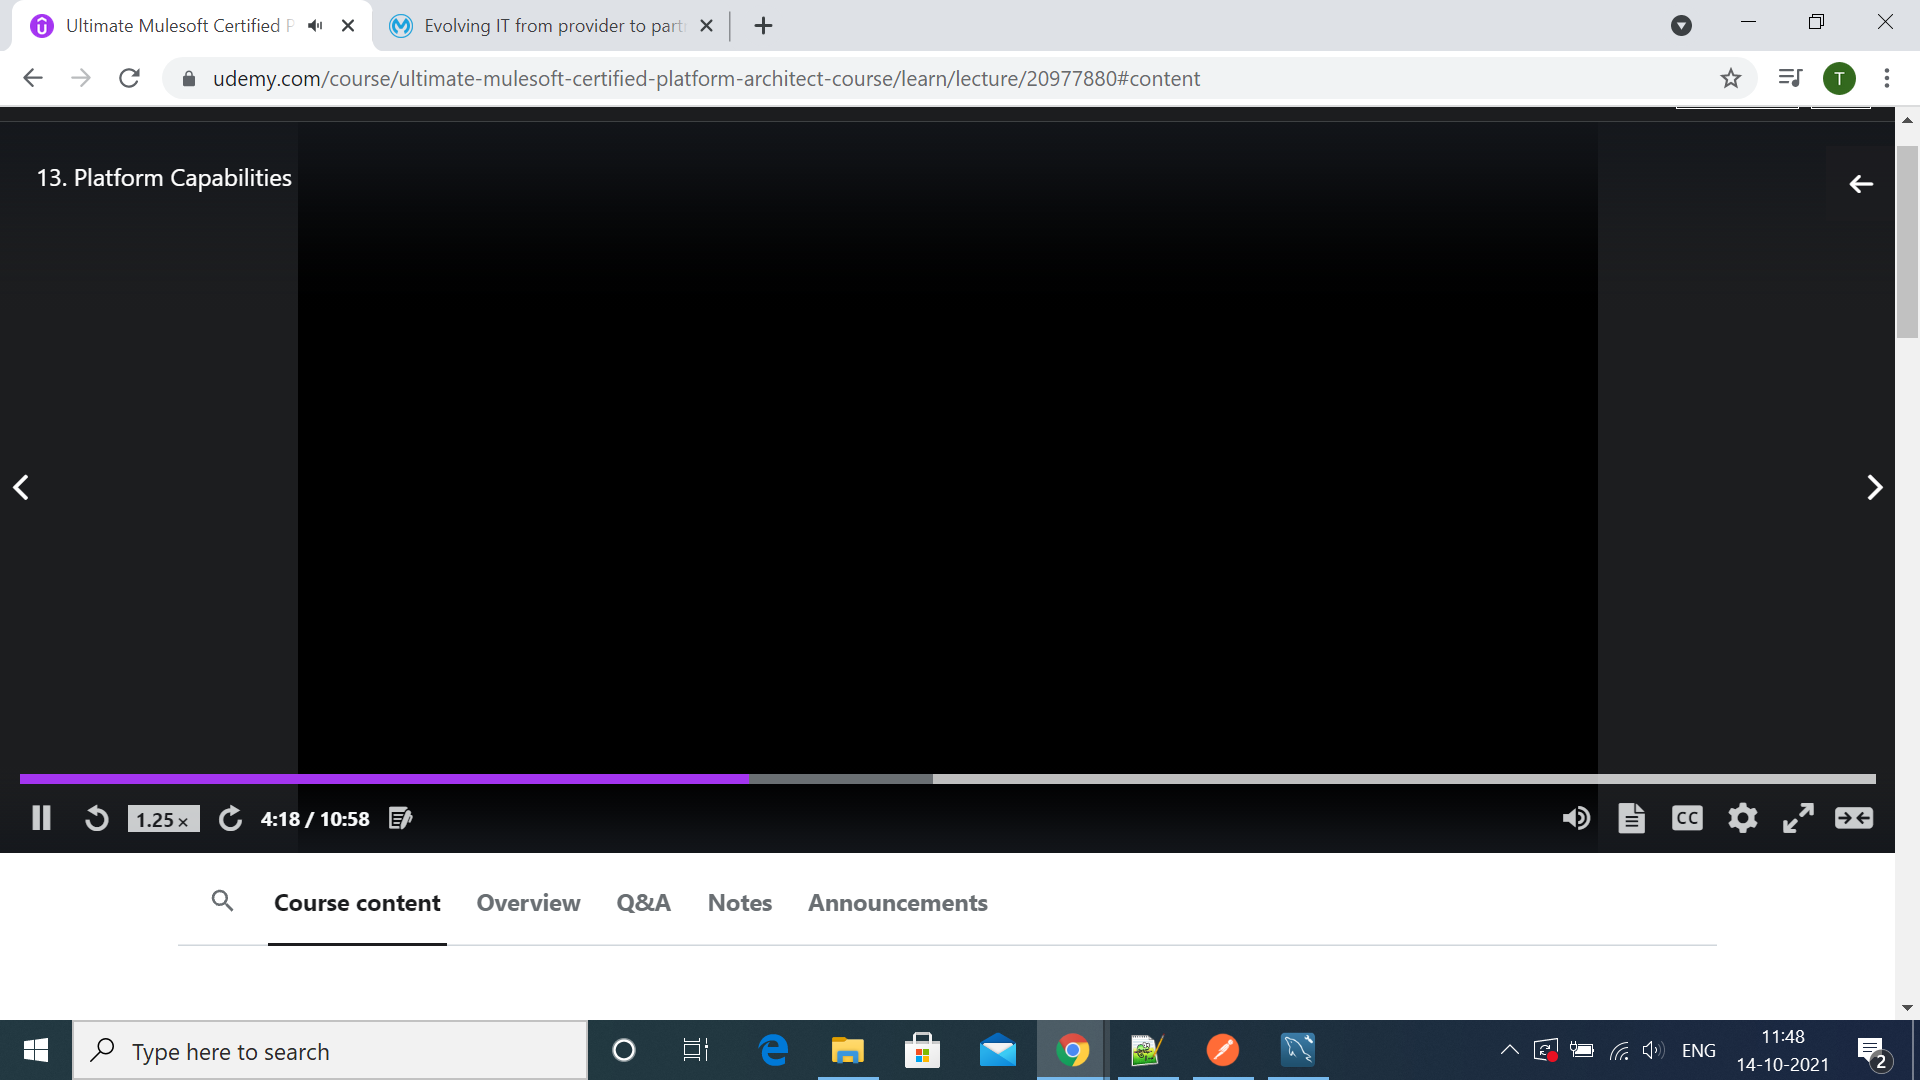 Ultimate Mulesoft Certified P
Evolving IT from provider to part
udemy.com/course/ultimate-mulesoft-certified-platform-architect-course/learn/lecture/20977880#content
T
13. Platform Capabilities
1.25×
4:18 / 10:58
CC
Course content
Overview
Q&A
Notes
Announcements
Type here to search
ENG
11:48
14-10-2021
2